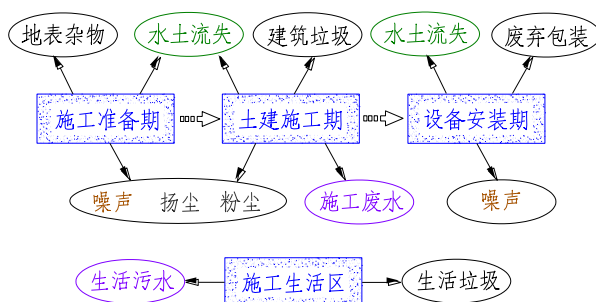 地表杂物 水土流失 建筑垃圾 水土流失 废弃包装
施工准备期 土建施工期 设备安装期
噪声 扬尘 粉尘 施工废水 噪声
生活污水 施工生活区 生活垃圾